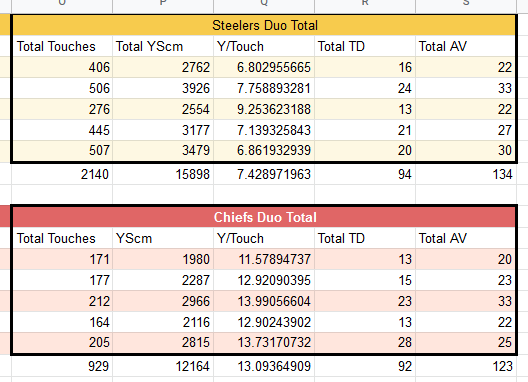 O P Q R S
Steelers Duo Total
Total Touches Total YScm Y/Touch Total TD Total AV
406 2762 6.802955665 16 22
506 3926 7.758893281 24 33
276 2554 9.253623188 13 22
445 3177 7.139325843 21 27
507 3479 6.861932939 20 30
2140 15898 7.428971963 94 134
Chiefs Duo Total
Total Touches YScm Y/Touch Total TD Total AV
171 1980 11.57894737 13 20
177 2287 12.92090395 15 23
212 2966 13.99056604 23 33
164 2116 12.90243902 13 22
205 2815 13.73170732 28 25
929 12164 13.09364909 92 123